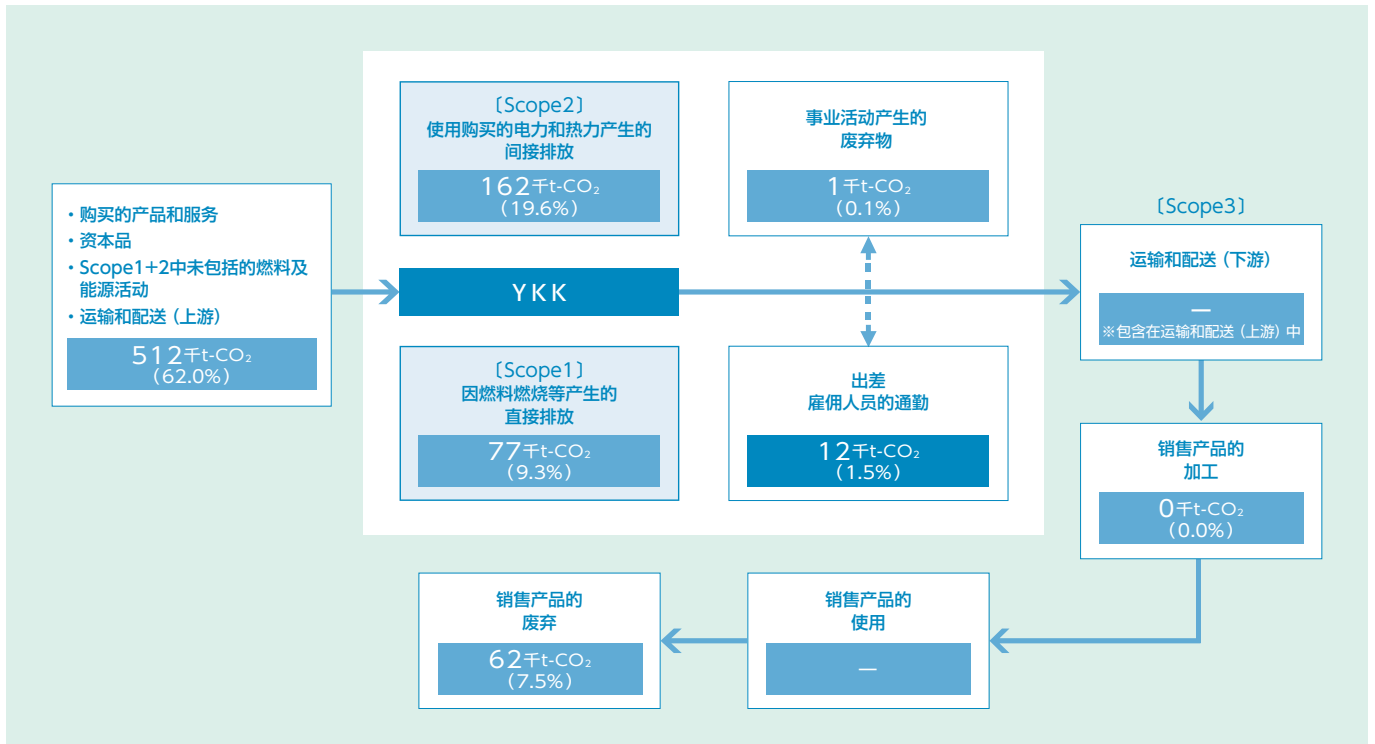 ・购买的产品和服务
・资本品
・Scope1+2中未包括的燃料及
能源活动
・运输和配送（上游）
512千t-CO₂
（62.0%）
〔Scope2〕
使用购买的电力和热力产生的
间接排放
162千t-CO₂
（19.6%）
YKK
〔Scope1〕
因燃料燃烧等产生的
直接排放
77千t-CO₂
（9.3%）
事业活动产生的
废弃物
1千t-CO₂
（0.1%）
出差
雇佣人员的通勤
12千t-CO₂
（1.5%）
〔Scope3〕
运输和配送（下游）
—
※包含在运输和配送（上游）中
销售产品的
加工
0千t-CO₂
（0.0%）
销售产品的
使用
—
销售产品的
废弃
62千t-CO₂
（7.5%）